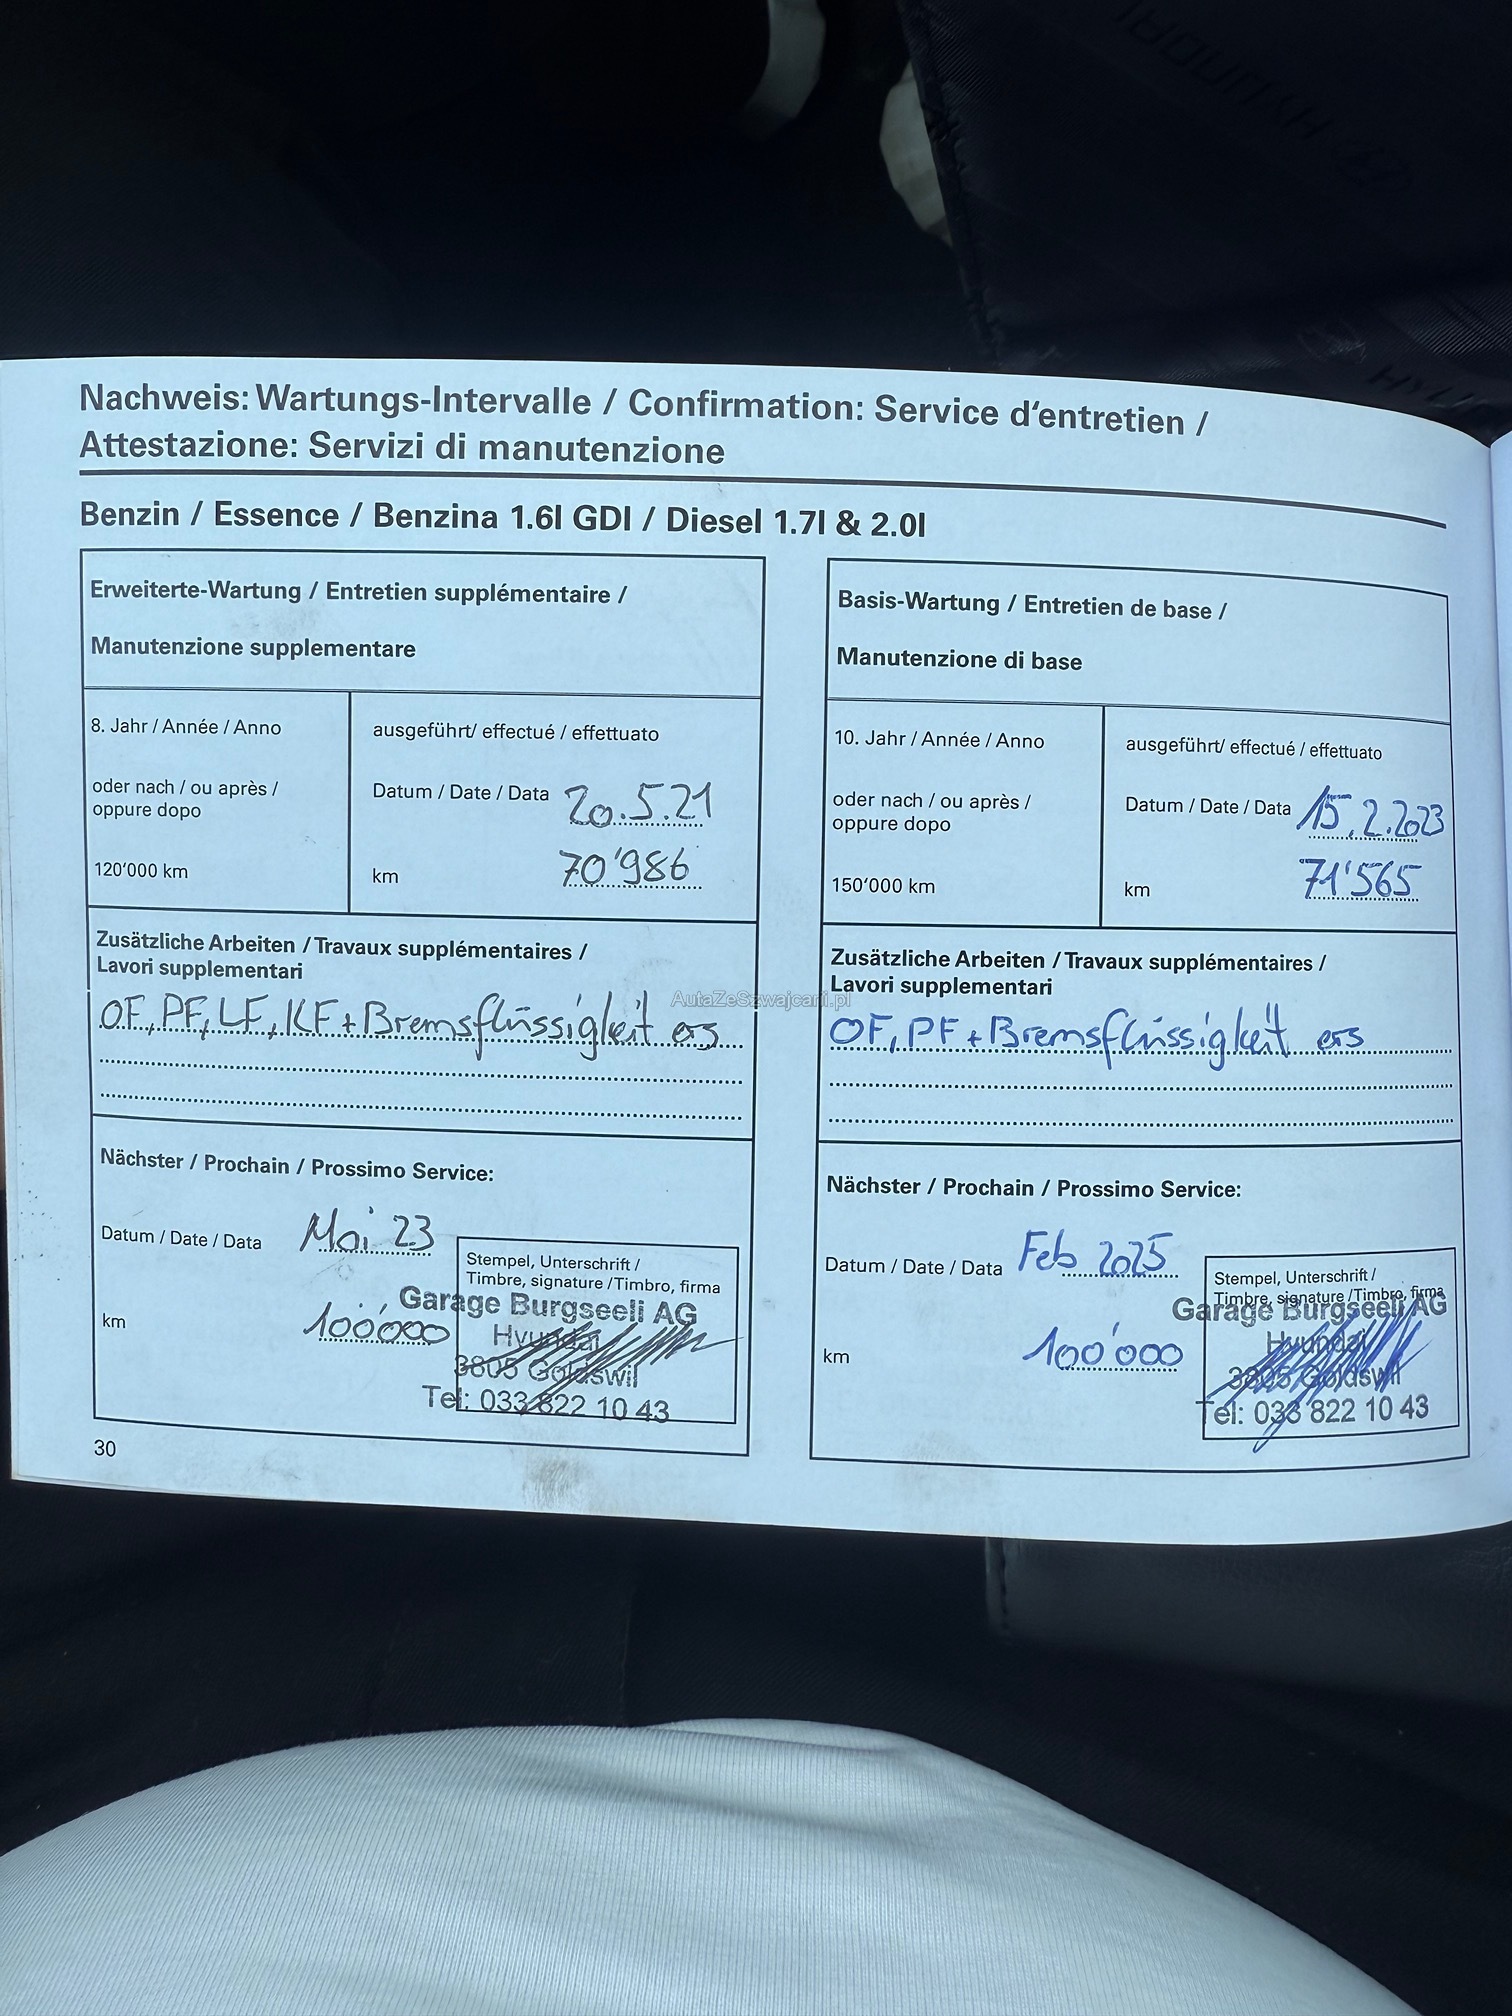 HYUNDAI
Nachweis: Wartungs-Intervalle / Confirmation: Service d'entretien /
Attestazione: Servizi di manutenzione
Benzin / Essence / Benzina 1.6l GDI / Diesel 1.7l & 2.0l
Erweiterte-Wartung / Entretien supplémentaire /
Manutenzione supplementare
8. Jahr / Année / Anno
ausgeführt/ effectué / effettuato
oder nach / ou après /
oppure dopo
Datum / Date / Data 20.5.21
120'000 km
km 70'986
Zusätzliche Arbeiten / Travaux supplémentaires /
Lavori supplementari
OF, PF, LF, KF + Bremsflüssigkeit ers
Nächster / Prochain / Prossimo Service:
Datum / Date / Data Mai 23
km 100'000
Stempel, Unterschrift /
Timbre, signature / Timbro, firma
Garage Burgseeli AG
Hyundai
3805 Goldswil
Tel: 033 822 10 43
30
Basis-Wartung / Entretien de base /
Manutenzione di base
10. Jahr / Année / Anno
ausgeführt/ effectué / effettuato
oder nach / ou après /
oppure dopo
Datum / Date / Data 15.2.2023
150'000 km
km 71'565
Zusätzliche Arbeiten / Travaux supplémentaires /
Lavori supplementari
OF, PF + Bremsflüssigkeit ers
Nächster / Prochain / Prossimo Service:
Datum / Date / Data Feb 2025
km 100'000
Stempel, Unterschrift /
Timbre, signature / Timbro, firma
Garage Burgseeli AG
Hyundai
3805 Goldswil
Tel: 033 822 10 43
AutaZeSzwajcarii.pl